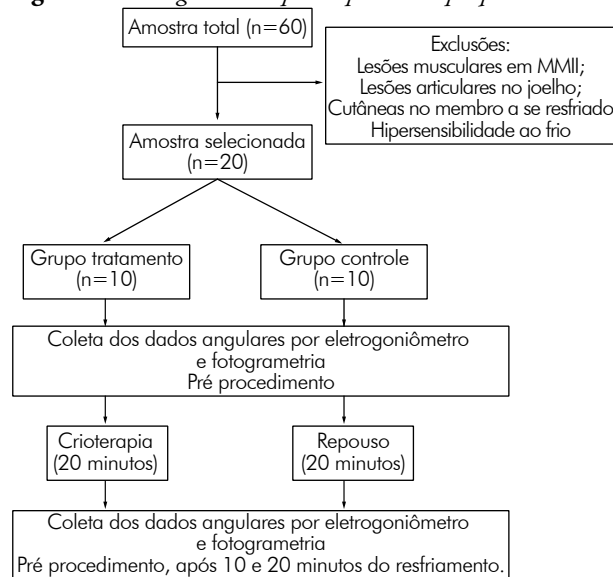 Amostra total (n=60)
Exclusões:
Lesões musculares em MMII;
Lesões articulares no joelho;
Cutâneas no membro a se resfriado
Hipersensibilidade ao frio
Amostra selecionada
(n=20)
Grupo tratamento
(n=10)
Grupo controle
(n=10)
Coleta dos dados angulares por eletrogoniômetro
e fotogrametria
Pré procedimento
Crioterapia
(20 minutos)
Repouso
(20 minutos)
Coleta dos dados angulares por eletrogoniômetro
e fotogrametria
Pré procedimento, após 10 e 20 minutos do resfriamento.